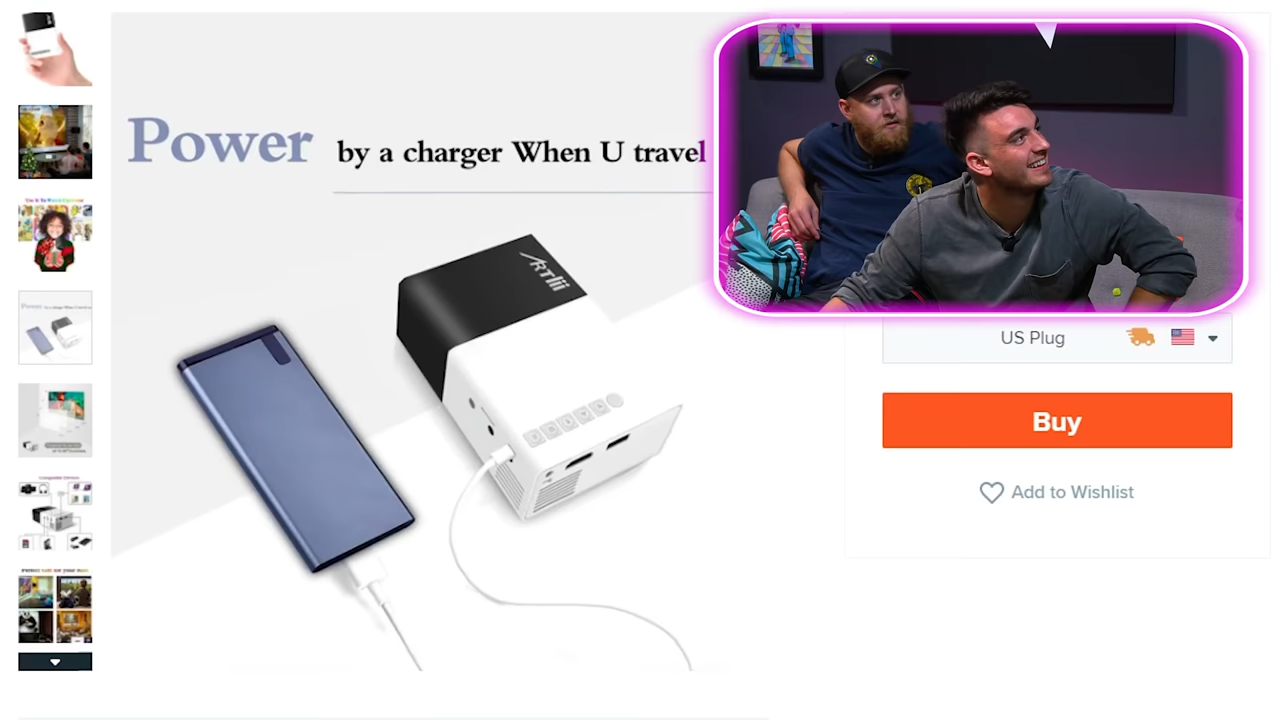 Power by a charger When U travel
ARTlii
US Plug
Buy
Add to Wishlist